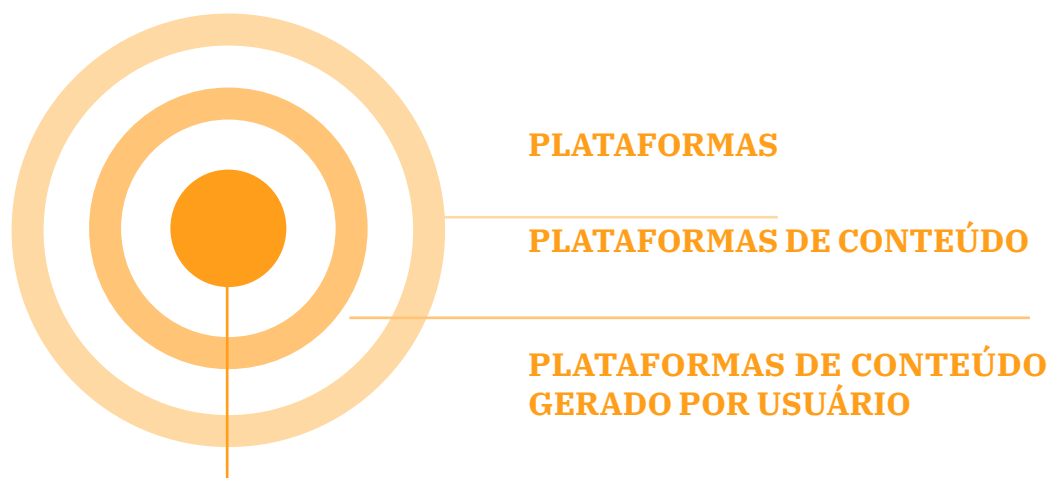 PLATAFORMAS
PLATAFORMAS DE CONTEÚDO
PLATAFORMAS DE CONTEÚDO
GERADO POR USUÁRIO